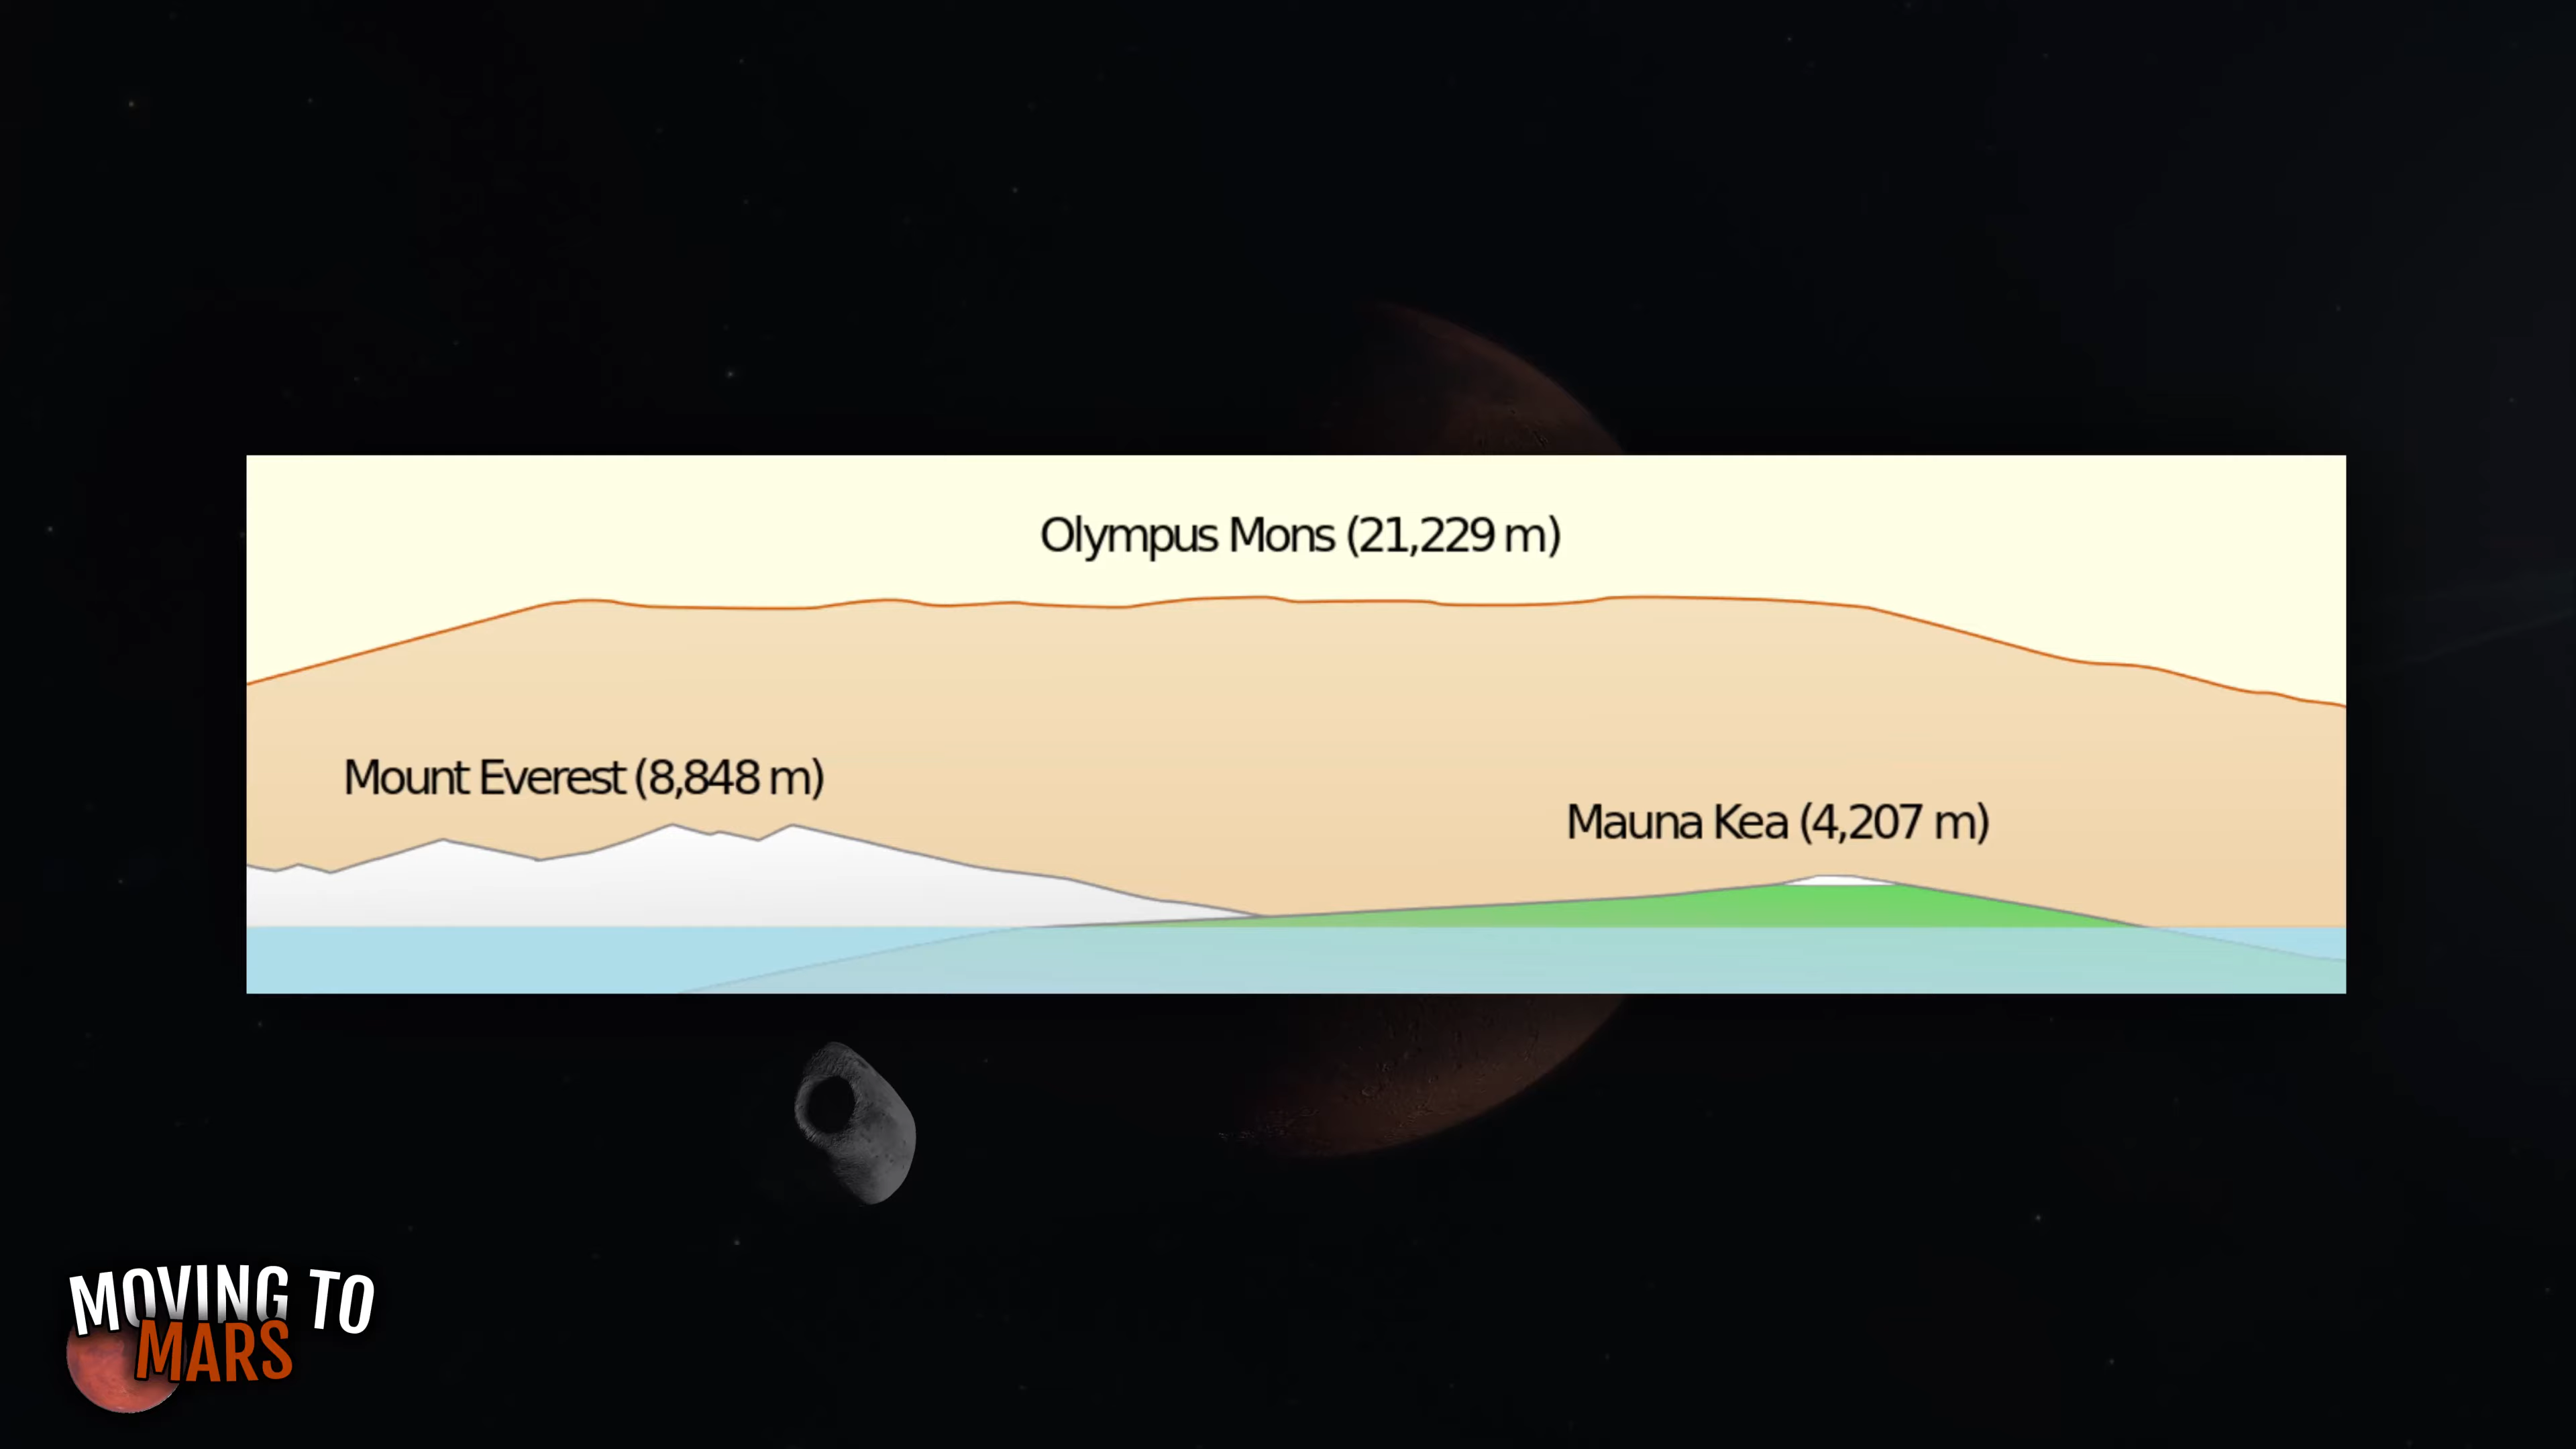 Olympus Mons (21,229 m)
Mount Everest (8,848 m)
Mauna Kea (4,207 m)
MOVING TO
MARS